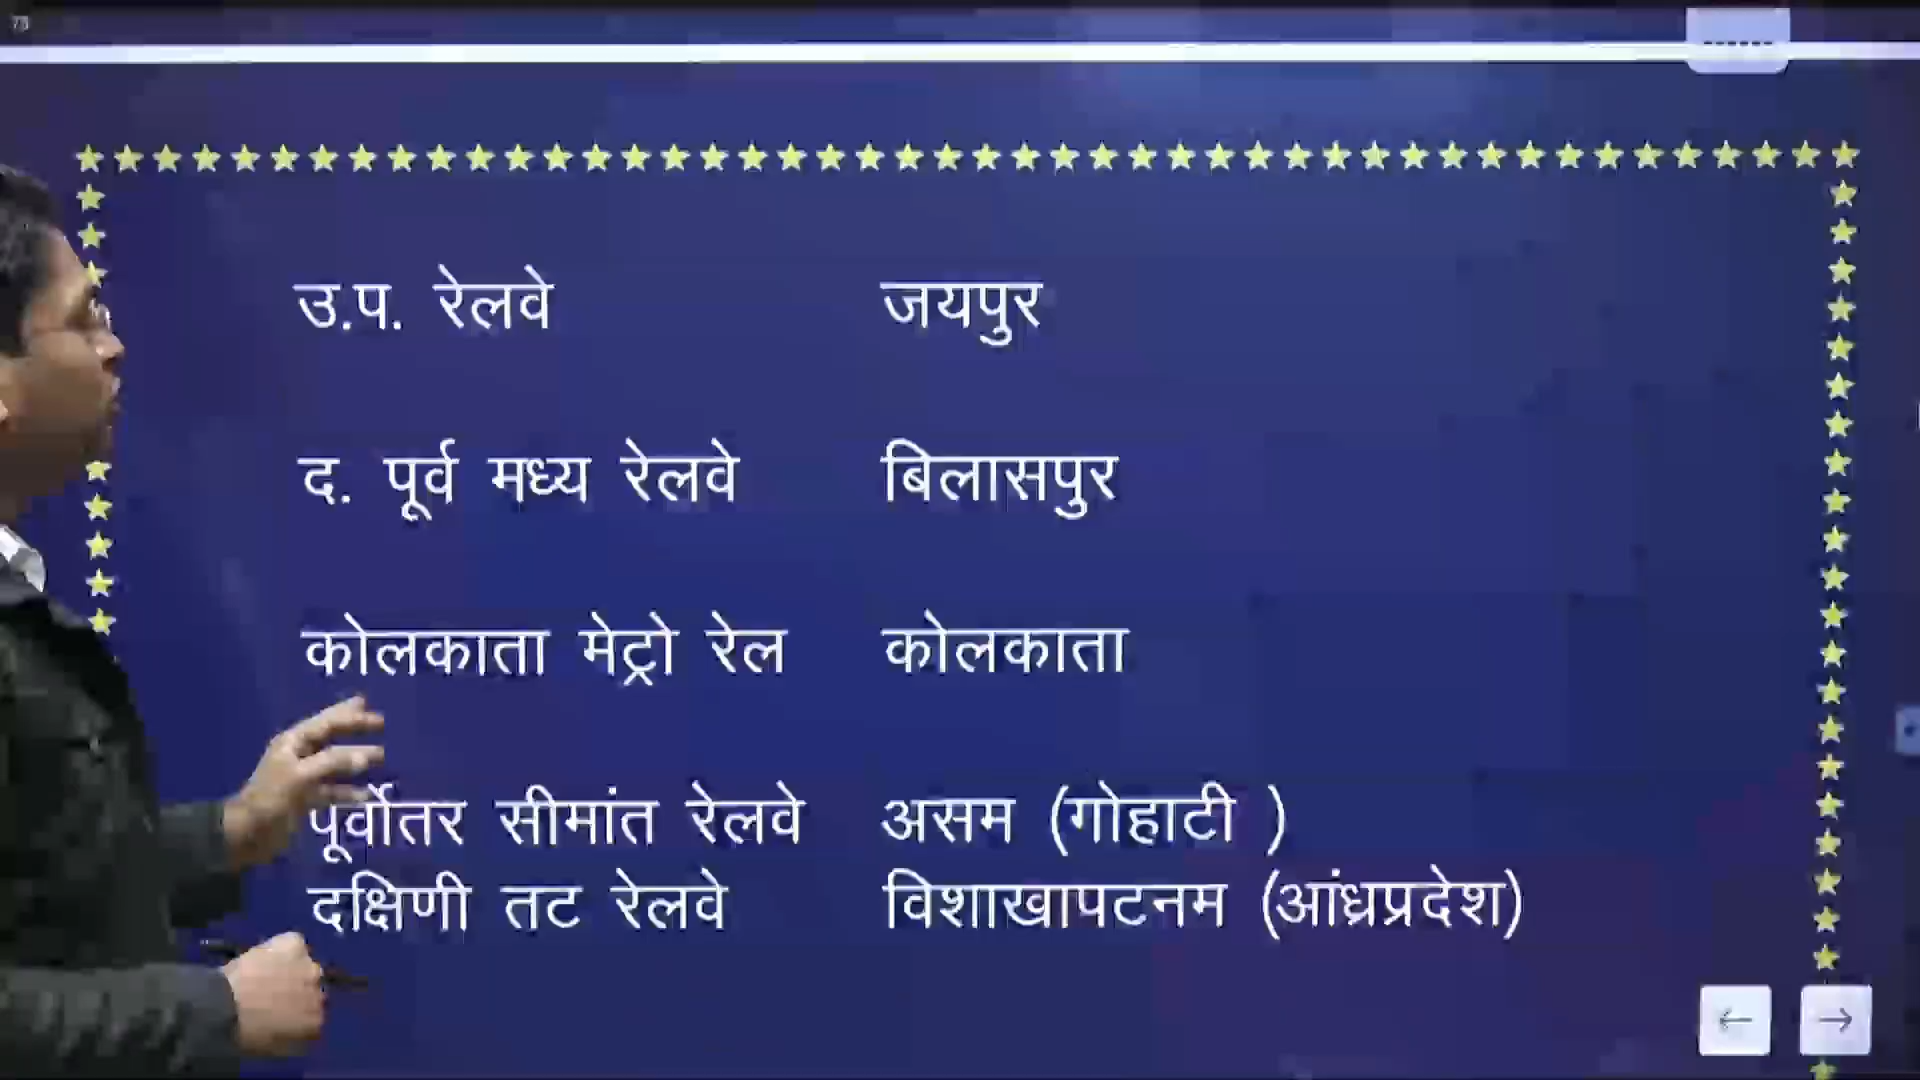 उ.प. रेलवे जयपुर
द. पूर्व मध्य रेलवे बिलासपुर
कोलकाता मेट्रो रेल कोलकाता
पूर्वोतर सीमांत रेलवे असम (गोहाटी )
दक्षिणी तट रेलवे विशाखापटनम (आंध्रप्रदेश)